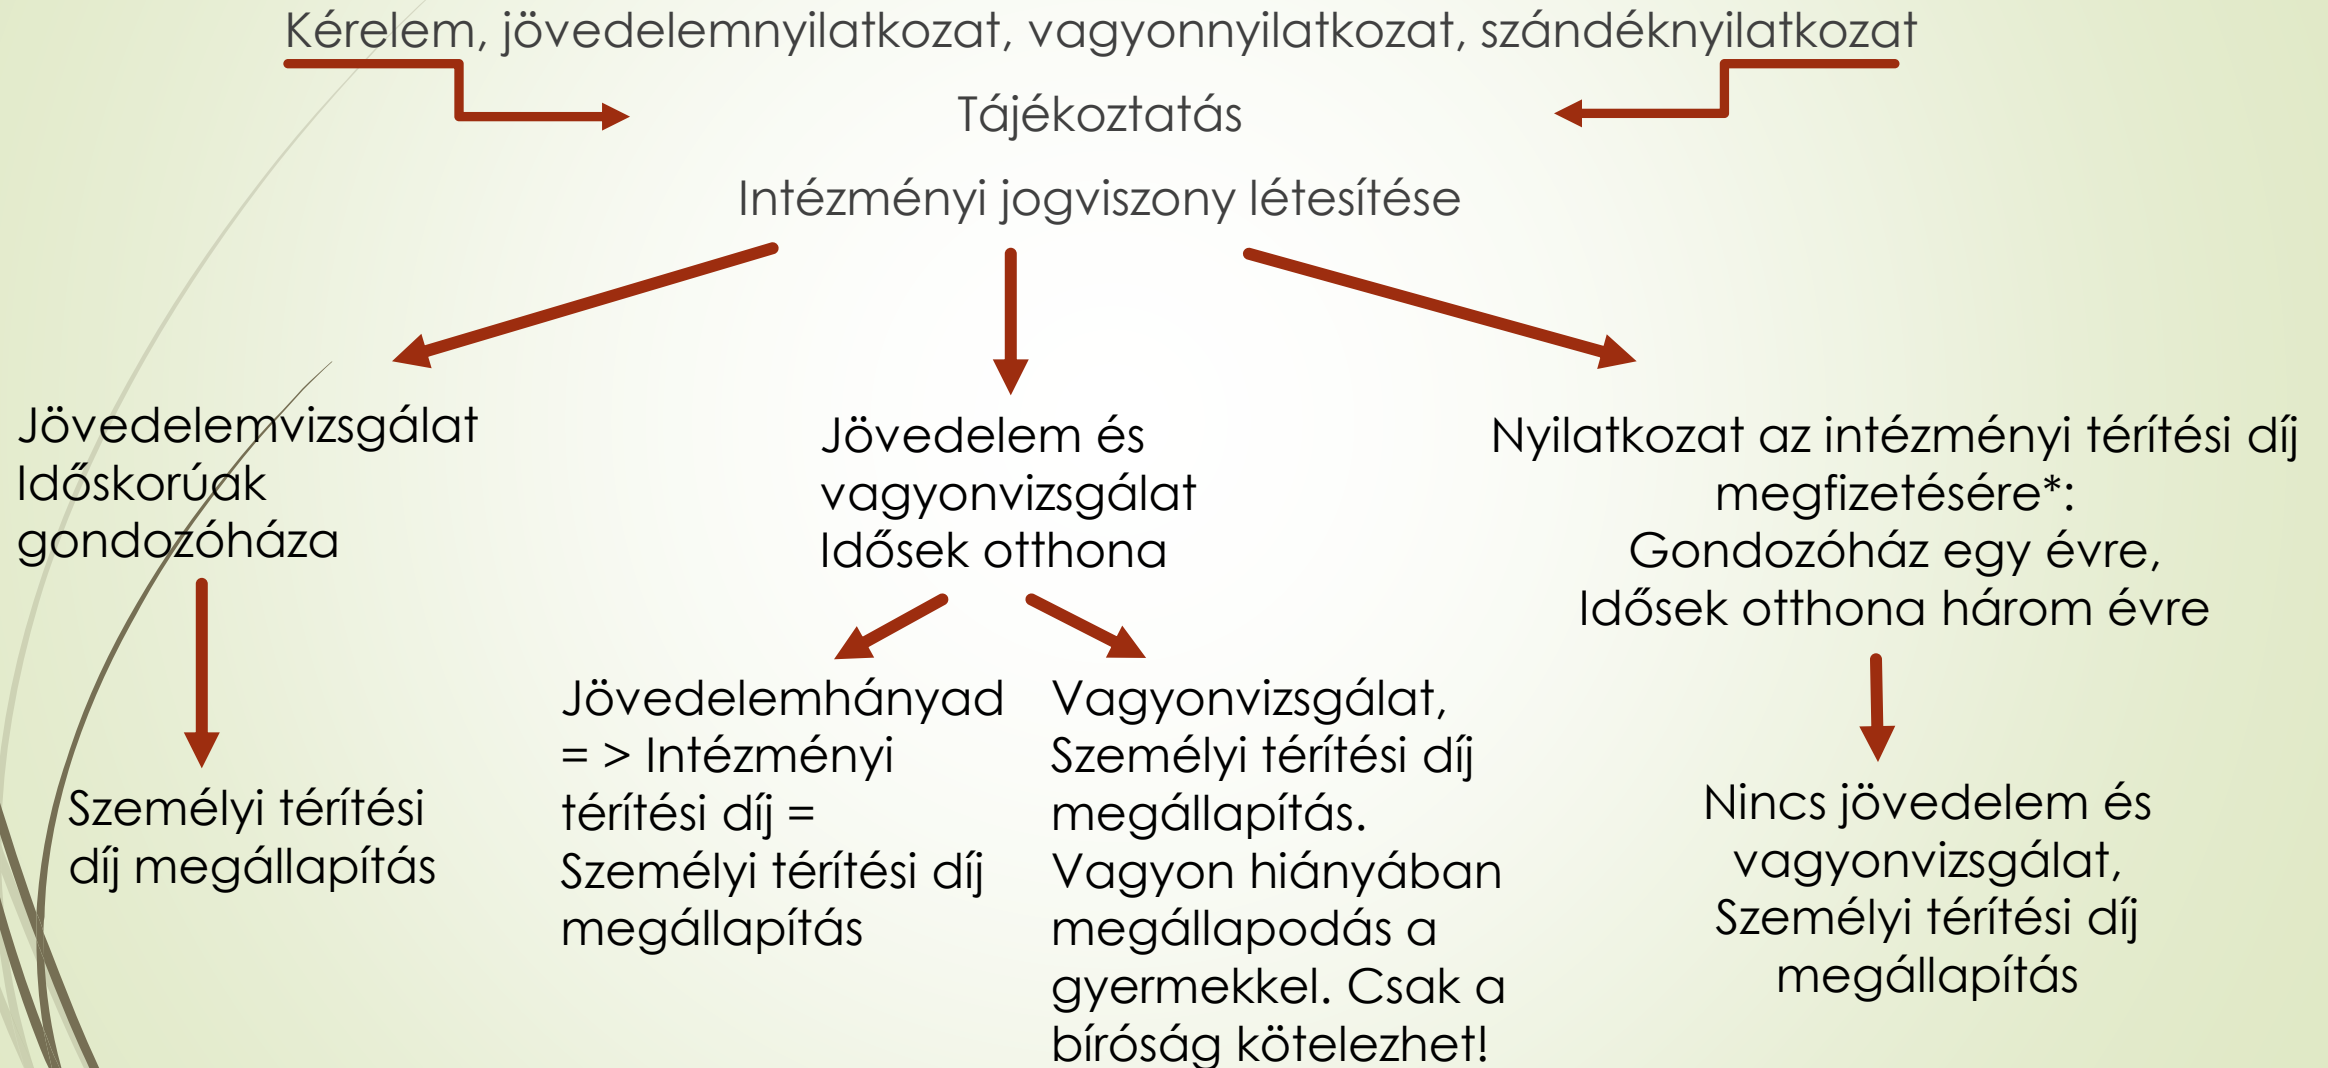 Kérelem, jövedelemnyilatkozat, vagyonnyilatkozat, szándéknyilatkozat
Tájékoztatás
Intézményi jogviszony létesítése
Jövedelemvizsgálat
Időskorúak
gondozóháza
Személyi térítési
díj megállapítás
Jövedelem és
vagyonvizsgálat
Idősek otthona
Jövedelemhányad
= > Intézményi
térítési díj =
Személyi térítési díj
megállapítás
Vagyonvizsgálat,
Személyi térítési díj
megállapítás.
Vagyon hiányában
megállapodás a
gyermekkel. Csak a
bíróság kötelezhet!
Nyilatkozat az intézményi térítési díj
megfizetésére*:
Gondozóház egy évre,
Idősek otthona három évre
Nincs jövedelem és
vagyonvizsgálat,
Személyi térítési díj
megállapítás